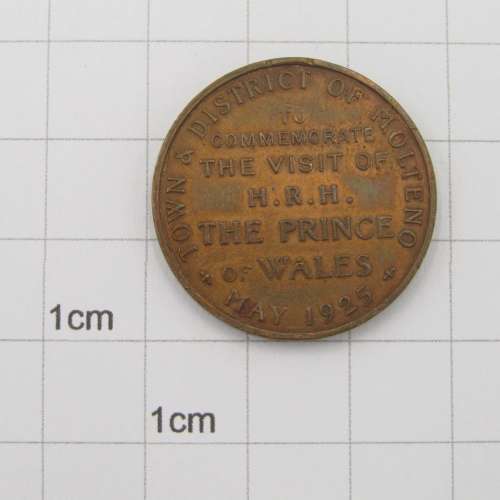 TOWN & DISTRICT OF MOLTENO
TO
COMMEMORATE
THE VISIT OF
H.R.H.
THE PRINCE
OF WALES
MAY 1925
1cm
1cm